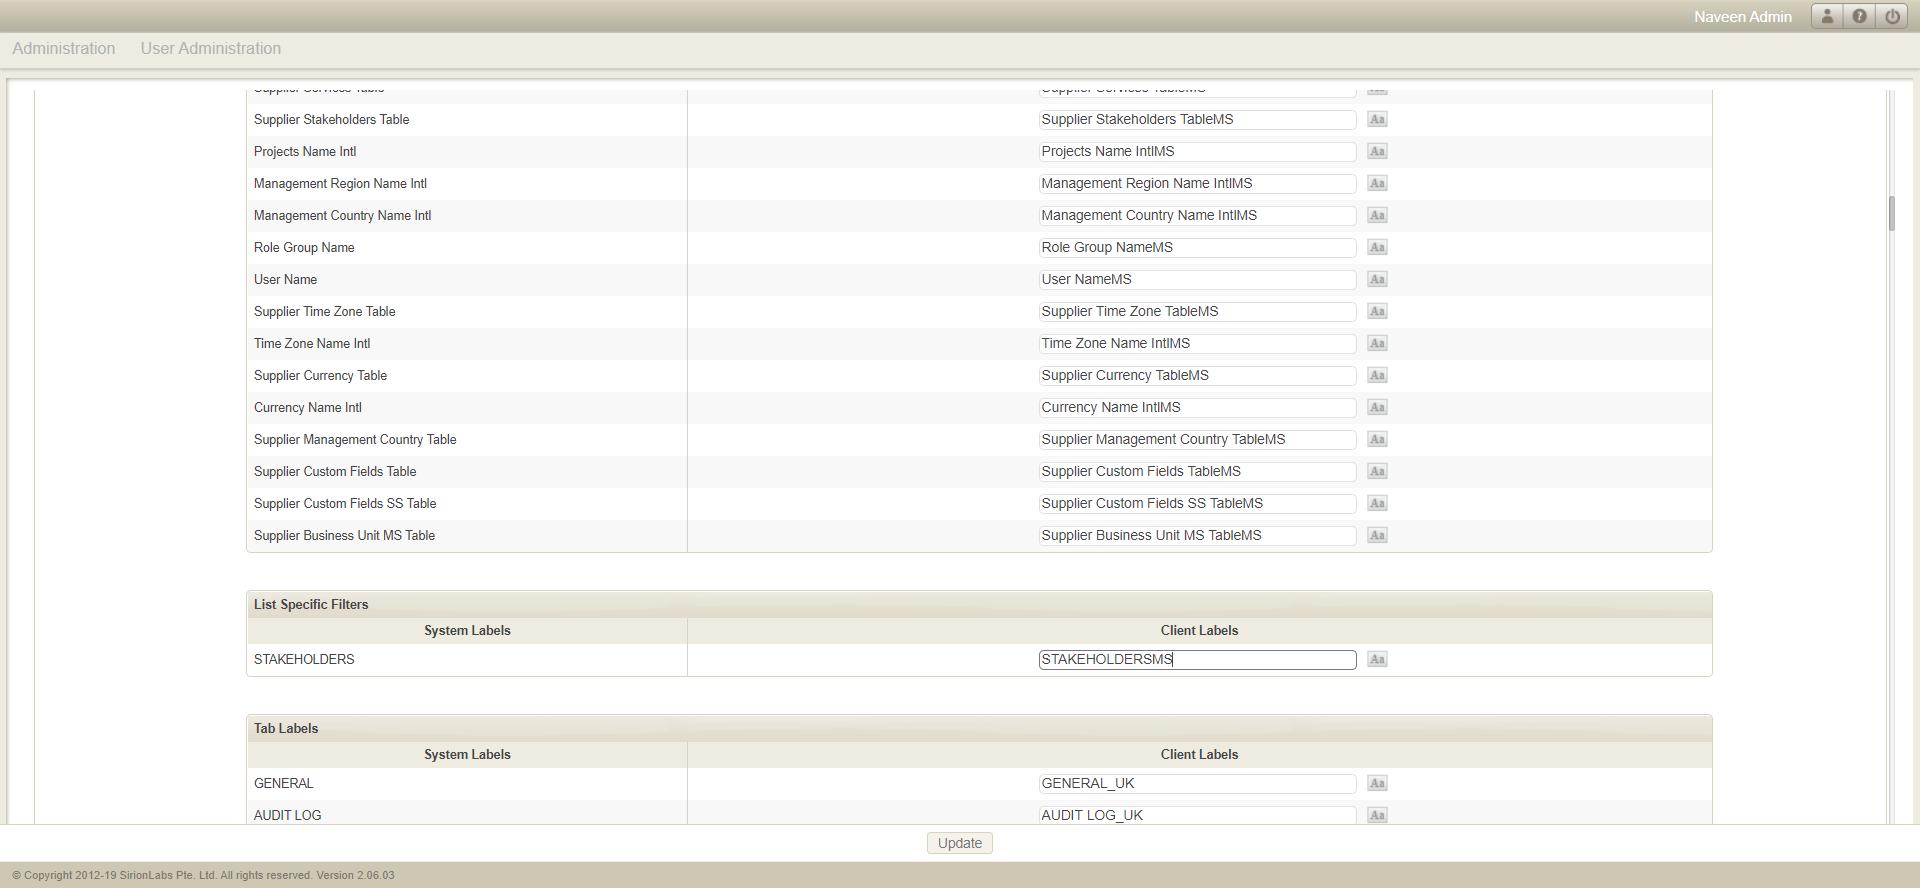 Naveen Admin
Administration User Administration
Supplier Services Table Supplier Services TableMS Aa
Supplier Stakeholders Table Supplier Stakeholders TableMS Aa
Projects Name Intl Projects Name IntlMS Aa
Management Region Name Intl Management Region Name IntlMS Aa
Management Country Name Intl Management Country Name IntlMS Aa
Role Group Name Role Group NameMS Aa
User Name User NameMS Aa
Supplier Time Zone Table Supplier Time Zone TableMS Aa
Time Zone Name Intl Time Zone Name IntlMS Aa
Supplier Currency Table Supplier Currency TableMS Aa
Currency Name Intl Currency Name IntlMS Aa
Supplier Management Country Table Supplier Management Country TableMS Aa
Supplier Custom Fields Table Supplier Custom Fields TableMS Aa
Supplier Custom Fields SS Table Supplier Custom Fields SS TableMS Aa
Supplier Business Unit MS Table Supplier Business Unit MS TableMS Aa
List Specific Filters
System Labels Client Labels
STAKEHOLDERS STAKEHOLDERSMS Aa
Tab Labels
System Labels Client Labels
GENERAL GENERAL_UK Aa
AUDIT LOG AUDIT LOG_UK Aa
Update
© Copyright 2012-19 SirionLabs Pte. Ltd. All rights reserved. Version 2.06.03